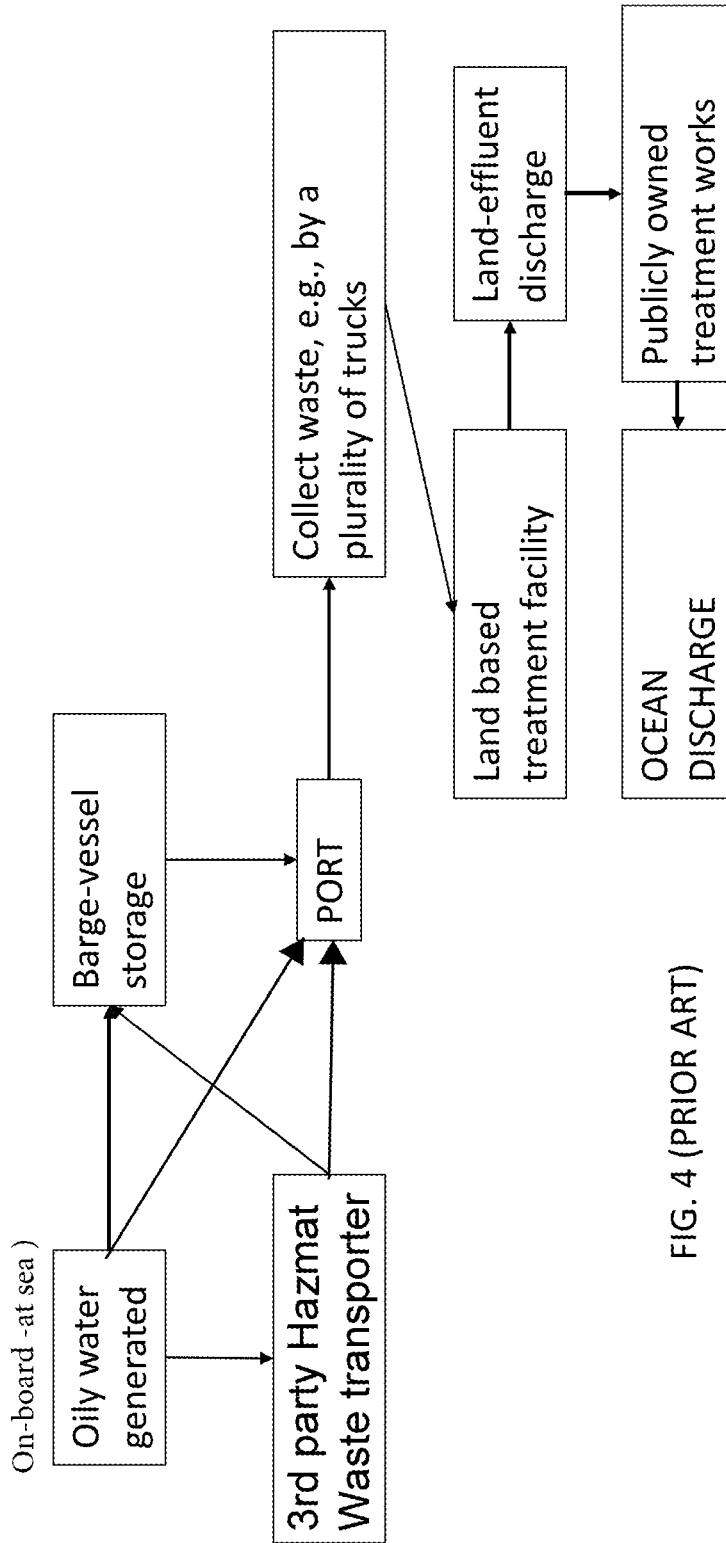 On-board -at sea )
Oily water
generated
Barge-vessel
storage
3rd party Hazmat
Waste transporter
PORT
Collect waste, e.g., by a
plurality of trucks
Land based
treatment facility
Land-effluent
discharge
OCEAN
DISCHARGE
Publicly owned
treatment works
FIG. 4 (PRIOR ART)